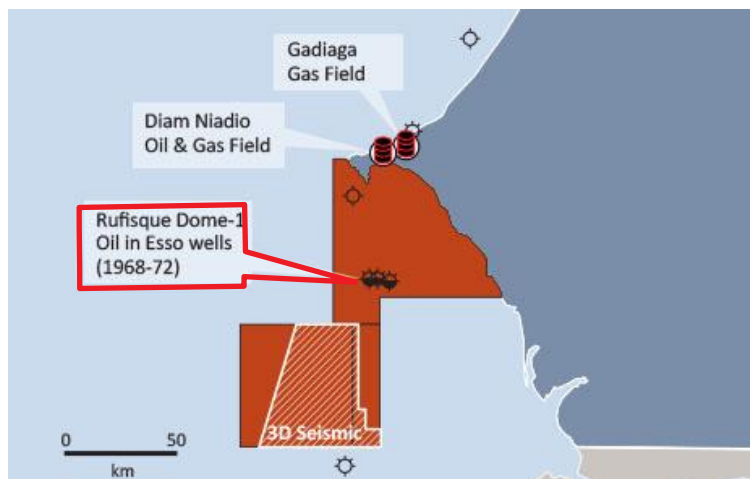 Gadiaga
Gas Field
Diam Niadio
Oil & Gas Field
Rufisque Dome-1
Oil in Esso wells
(1968-72)
3D Seismic
0 50
km